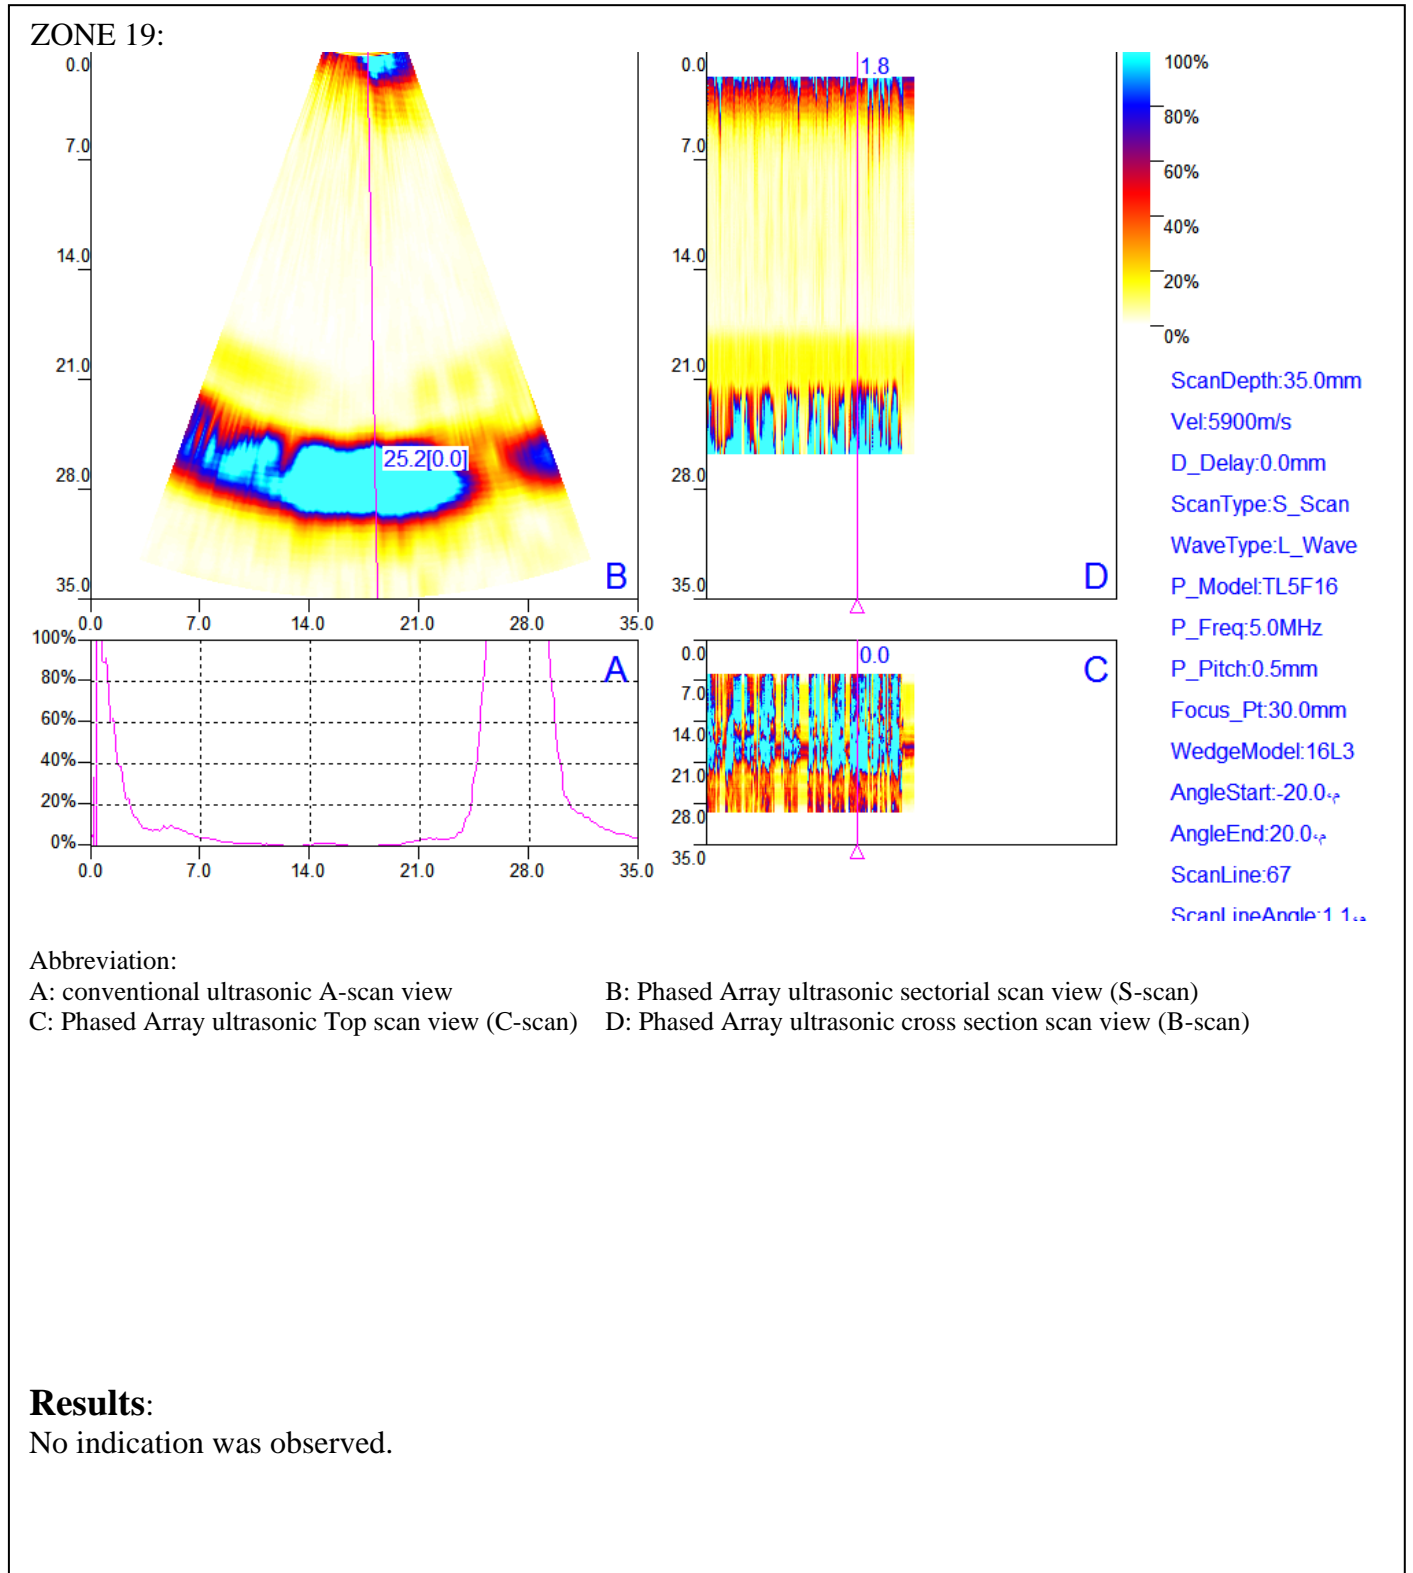 ZONE 19:
0.0
7.0
14.0
21.0
28.0
35.0
25.2[0.0]
B
0.0 7.0 14.0 21.0 28.0 35.0
100%
80%
60%
40%
20%
0%
A
0.0 7.0 14.0 21.0 28.0 35.0
0.0
7.0
14.0
21.0
28.0
35.0
1.8
D
0.0
7.0
14.0
21.0
28.0
35.0
0.0
C
100%
80%
60%
40%
20%
0%
ScanDepth:35.0mm
Vel:5900m/s
D_Delay:0.0mm
ScanType:S_Scan
WaveType:L_Wave
P_Model:TL5F16
P_Freq:5.0MHz
P_Pitch:0.5mm
Focus_Pt:30.0mm
WedgeModel:16L3
AngleStart:-20.0
AngleEnd:20.0
ScanLine:67
ScanLineAngle:1.1
Abbreviation:
A: conventional ultrasonic A-scan view B: Phased Array ultrasonic sectorial scan view (S-scan)
C: Phased Array ultrasonic Top scan view (C-scan) D: Phased Array ultrasonic cross section scan view (B-scan)
Results:
No indication was observed.